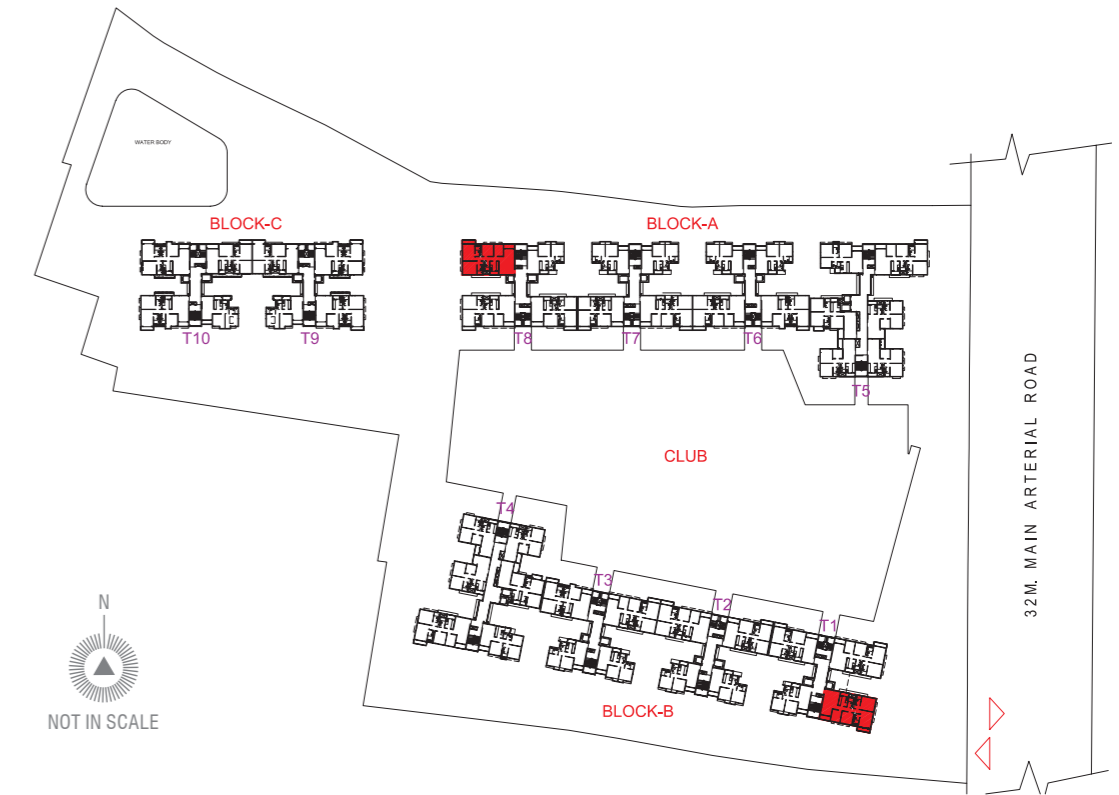 WATER BODY
BLOCK-C
BLOCK-A
T10
T9
T8
T7
T6
T5
CLUB
32M. MAIN ARTERIAL ROAD
T4
T3
T2
T1
N
NOT IN SCALE
BLOCK-B